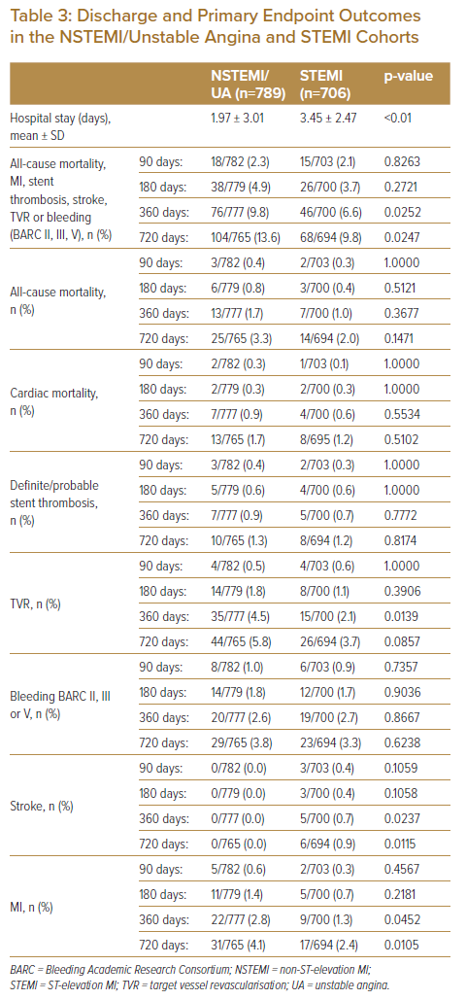 Table 3: Discharge and Primary Endpoint Outcomes
in the NSTEMI/Unstable Angina and STEMI Cohorts
NSTEMI/ STEMI p-value
UA (n=789) (n=706)
Hospital stay (days), 1.97 ± 3.01 3.45 ± 2.47 <0.01
mean ± SD
All-cause mortality, 90 days: 18/782 (2.3) 15/703 (2.1) 0.8263
MI, stent 180 days: 38/779 (4.9) 26/700 (3.7) 0.2721
thrombosis, stroke,
TVR or bleeding 360 days: 76/777 (9.8) 46/700 (6.6) 0.0252
(BARC II, III, V), n (%) 720 days: 104/765 (13.6) 68/694 (9.8) 0.0247
90 days: 3/782 (0.4) 2/703 (0.3) 1.0000
All-cause mortality, 180 days: 6/779 (0.8) 3/700 (0.4) 0.5121
n (%) 360 days: 13/777 (1.7) 7/700 (1.0) 0.3677
720 days: 25/765 (3.3) 14/694 (2.0) 0.1471
90 days: 2/782 (0.3) 1/703 (0.1) 1.0000
Cardiac mortality, 180 days: 2/779 (0.3) 2/700 (0.3) 1.0000
n (%) 360 days: 7/777 (0.9) 4/700 (0.6) 0.5534
720 days: 13/765 (1.7) 8/695 (1.2) 0.5102
90 days: 3/782 (0.4) 2/703 (0.3) 1.0000
Definite/probable 180 days: 5/779 (0.6) 4/700 (0.6) 1.0000
stent thrombosis,
n (%) 360 days: 7/777 (0.9) 5/700 (0.7) 0.7772
720 days: 10/765 (1.3) 8/694 (1.2) 0.8174
90 days: 4/782 (0.5) 4/703 (0.6) 1.0000
180 days: 14/779 (1.8) 8/700 (1.1) 0.3906
TVR, n (%)
360 days: 35/777 (4.5) 15/700 (2.1) 0.0139
720 days: 44/765 (5.8) 26/694 (3.7) 0.0857
90 days: 8/782 (1.0) 6/703 (0.9) 0.7357
Bleeding BARC II, III 180 days: 14/779 (1.8) 12/700 (1.7) 0.9036
or V, n (%) 360 days: 20/777 (2.6) 19/700 (2.7) 0.8667
720 days: 29/765 (3.8) 23/694 (3.3) 0.6238
90 days: 0/782 (0.0) 3/703 (0.4) 0.1059
180 days: 0/779 (0.0) 3/700 (0.4) 0.1058
Stroke, n (%)
360 days: 0/777 (0.0) 5/700 (0.7) 0.0237
720 days: 0/765 (0.0) 6/694 (0.9) 0.0115
90 days: 5/782 (0.6) 2/703 (0.3) 0.4567
180 days: 11/779 (1.4) 5/700 (0.7) 0.2181
MI, n (%)
360 days: 22/777 (2.8) 9/700 (1.3) 0.0452
720 days: 31/765 (4.1) 17/694 (2.4) 0.0105
BARC = Bleeding Academic Research Consortium; NSTEMI = non-ST-elevation MI;
STEMI = ST-elevation MI; TVR = target vessel revascularisation; UA = unstable angina.